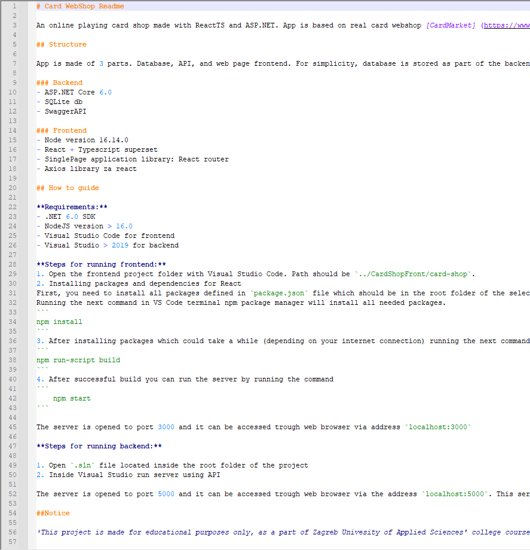 1 # Card WebShop Readme
2
3 An online playing card shop made with ReactTS and ASP.NET. App is based on real card webshop [CardMarket] (https://www
4
5 ## Structure
6
7 App is made of 3 parts. Database, API, and web page frontend. For simplicity, database is stored as part of the backen
8
9 ### Backend
10 - ASP.NET Core 6.0
11 - SQLite db
12 - SwaggerAPI
13
14 ### Frontend
15 - Node version 16.14.0
16 - React + Typescript superset
17 - SinglePage application library: React router
18 - Axios library za react
19
20 ## How to guide
21
22 **Requirements:**
23 - .NET 6.0 SDK
24 - NodeJS version > 16.0
25 - Visual Studio Code for frontend
26 - Visual Studio > 2019 for backend
27
28 **Steps for running frontend:**
29 1. Open the frontend project folder with Visual Studio Code. Path should be `../CardShopFront/card-shop`.
30 2. Installing packages and dependencies for React
31 First, you need to install all packages defined in `package.json` file which should be in the root folder of the selec
32 Running the next command in VS Code terminal npm package manager will install all needed packages.
33 ```
34 npm install
35 ```
36 3. After installing packages which could take a while (depending on your internet connection) running the next command
37 ```
38 npm run-script build
39 ```
40 4. After successful build you can run the server by running the command
41 ```
42 npm start
43 ```
44
45 The server is opened to port 3000 and it can be accessed trough web browser via address `localhost:3000`
46
47 **Steps for running backend:**
48
49 1. Open `.sln` file located inside the root folder of the project
50 2. Inside Visual Studio run server using API
51
52 The server is opened to port 5000 and it can be accessed trough web browser via the address `localhost:5000`. This ser
53
54 ##Notice
55
56 *This project is made for educational purposes only, as a part of Zagreb Univesity of Applied Sciences' college course
57